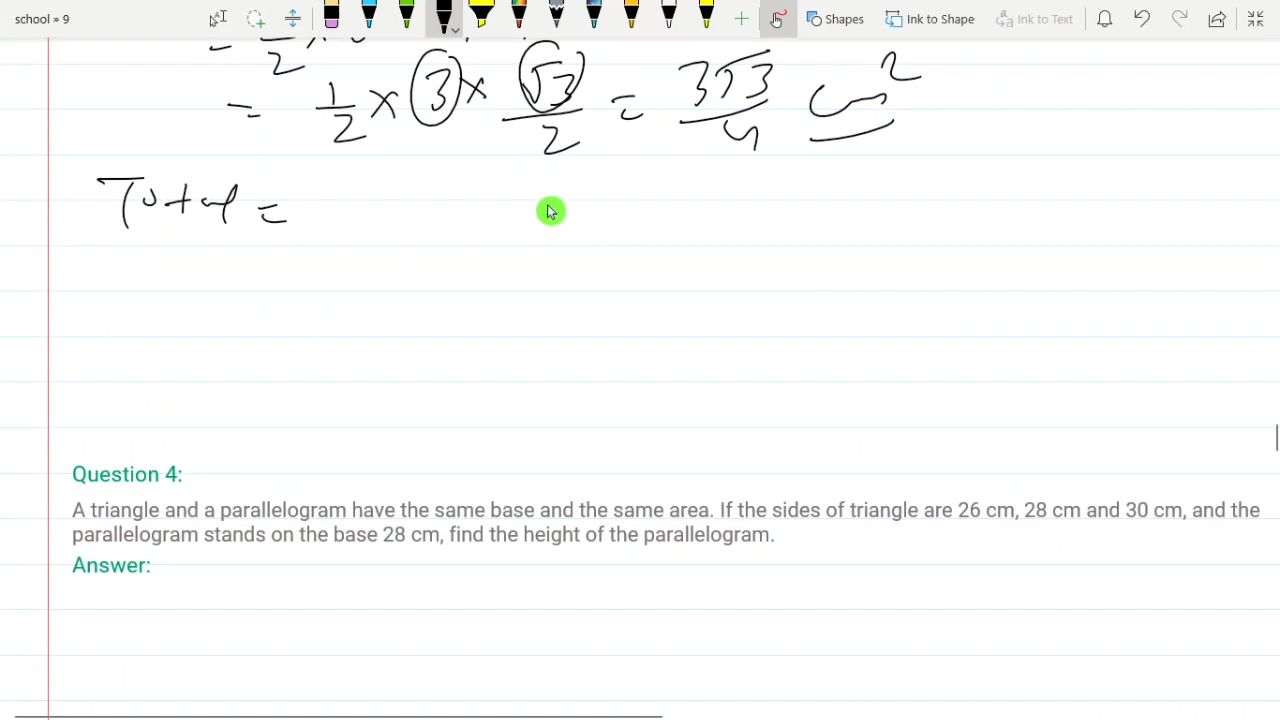 school » 9
Shapes
Ink to Shape
Ink to Text
= 1/2 × 3 × √3/2 = 3√3/4 cm²
Total =
Question 4:
A triangle and a parallelogram have the same base and the same area. If the sides of triangle are 26 cm, 28 cm and 30 cm, and the
parallelogram stands on the base 28 cm, find the height of the parallelogram.
Answer: